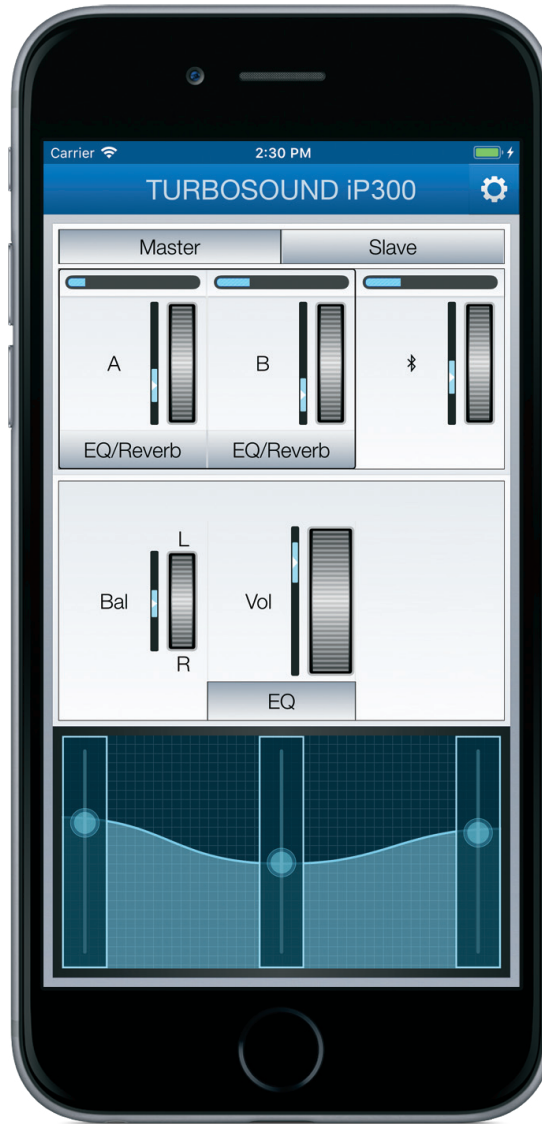 Carrier 2:30 PM
TURBOSOUND iP300
Master Slave
A B
EQ/Reverb EQ/Reverb
L
Bal Vol
R
EQ